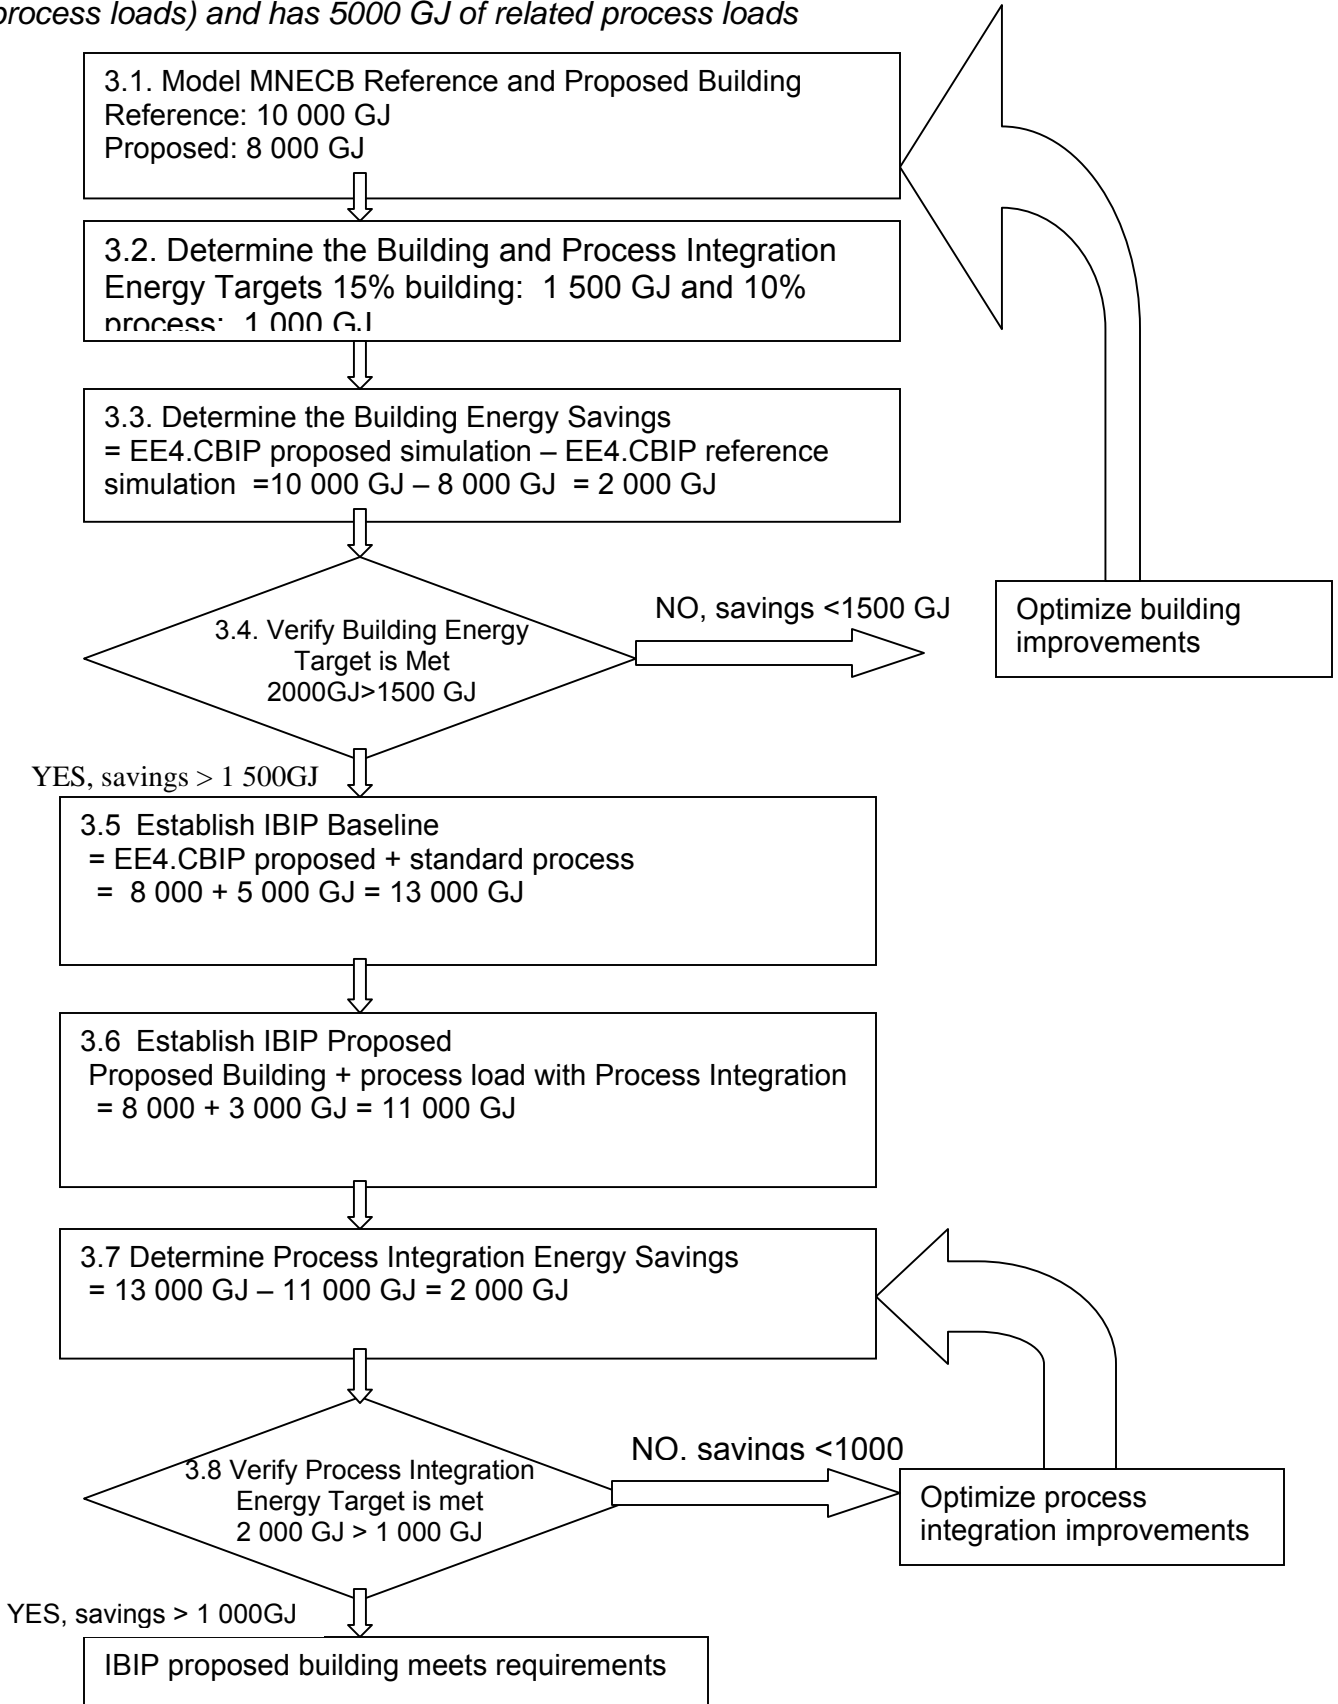 process loads) and has 5000 GJ of related process loads
3.1. Model MNECB Reference and Proposed Building
Reference: 10 000 GJ
Proposed: 8 000 GJ
3.2. Determine the Building and Process Integration
Energy Targets 15% building:  1 500 GJ and 10%
process:  1 000 GJ
3.3. Determine the Building Energy Savings
= EE4.CBIP proposed simulation – EE4.CBIP reference
simulation  =10 000 GJ – 8 000 GJ  = 2 000 GJ
3.4. Verify Building Energy
Target is Met
2000GJ>1500 GJ
NO, savings <1500 GJ
Optimize building
improvements
YES, savings > 1 500GJ
3.5  Establish IBIP Baseline
= EE4.CBIP proposed + standard process
=  8 000 + 5 000 GJ = 13 000 GJ
3.6  Establish IBIP Proposed
Proposed Building + process load with Process Integration
= 8 000 + 3 000 GJ = 11 000 GJ
3.7 Determine Process Integration Energy Savings
= 13 000 GJ – 11 000 GJ = 2 000 GJ
3.8 Verify Process Integration
Energy Target is met
2 000 GJ > 1 000 GJ
NO, savings <1000
Optimize process
integration improvements
YES, savings > 1 000GJ
IBIP proposed building meets requirements